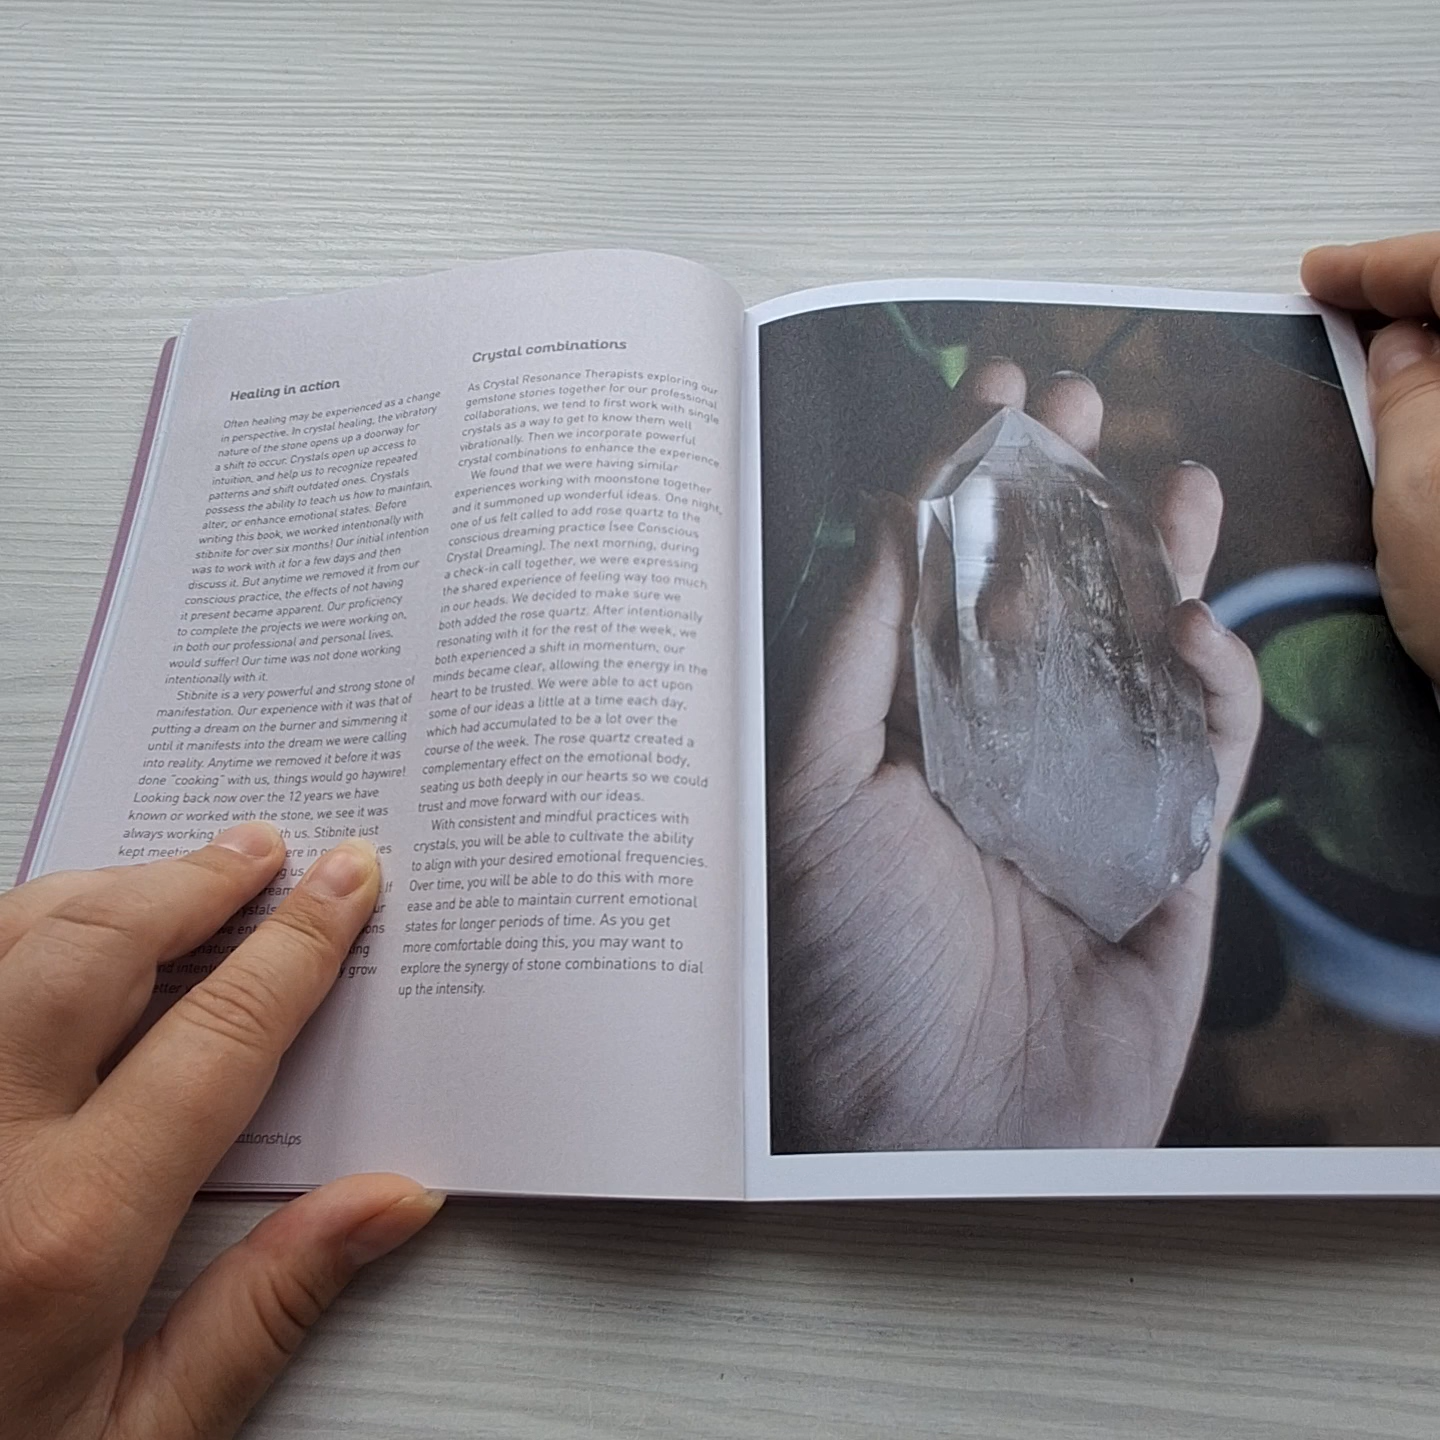 Healing in action
Often healing may be experienced as a change
in perspective. In crystal healing, the vibratory
nature of the stone opens up a doorway for
a shift to occur. Crystals open up access to
intuition, and help us to recognize repeated
patterns and shift outdated ones. Crystals
possess the ability to teach us how to maintain,
alter, or enhance emotional states. Before
writing this book, we worked intentionally with
stibnite for over six months! Our initial intention
was to work with it for a few days and then
discuss it. But anytime we removed it from our
conscious practice, the effects of not having
it present became apparent. Our proficiency
to complete the projects we were working on,
in both our professional and personal lives,
would suffer! Our time was not done working
intentionally with it.
Stibnite is a very powerful and strong stone of
manifestation. Our experience with it was that of
putting a dream on the burner and simmering it
until it manifests into the dream we were calling
into reality. Anytime we removed it before it was
done "cooking" with us, things would go haywire!
Looking back now over the 12 years we have
known or worked with the stone, we see it was
always working th us. Stibnite just
kept meeting ere in
g us
If
ystals
ons
ing
grow
Crystal combinations
As Crystal Resonance Therapists exploring our
gemstone stories together for our professional
collaborations, we tend to first work with single
crystals as a way to get to know them well
vibrationally. Then we incorporate powerful
crystal combinations to enhance the experience.
We found that we were having similar
experiences working with moonstone together
and it summoned up wonderful ideas. One night,
one of us felt called to add rose quartz to the
conscious dreaming practice (see Conscious
Crystal Dreaming). The next morning, during
a check-in call together, we were expressing
the shared experience of feeling way too much
in our heads. We decided to make sure we
both added the rose quartz. After intentionally
resonating with it for the rest of the week, we
both experienced a shift in momentum, our
minds became clear, allowing the energy in the
heart to be trusted. We were able to act upon
some of our ideas a little at a time each day,
which had accumulated to be a lot over the
course of the week. The rose quartz created a
complementary effect on the emotional body,
seating us both deeply in our hearts so we could
trust and move forward with our ideas.
With consistent and mindful practices with
crystals, you will be able to cultivate the ability
to align with your desired emotional frequencies.
Over time, you will be able to do this with more
ease and be able to maintain current emotional
states for longer periods of time. As you get
more comfortable doing this, you may want to
explore the synergy of stone combinations to dial
up the intensity.
ationships